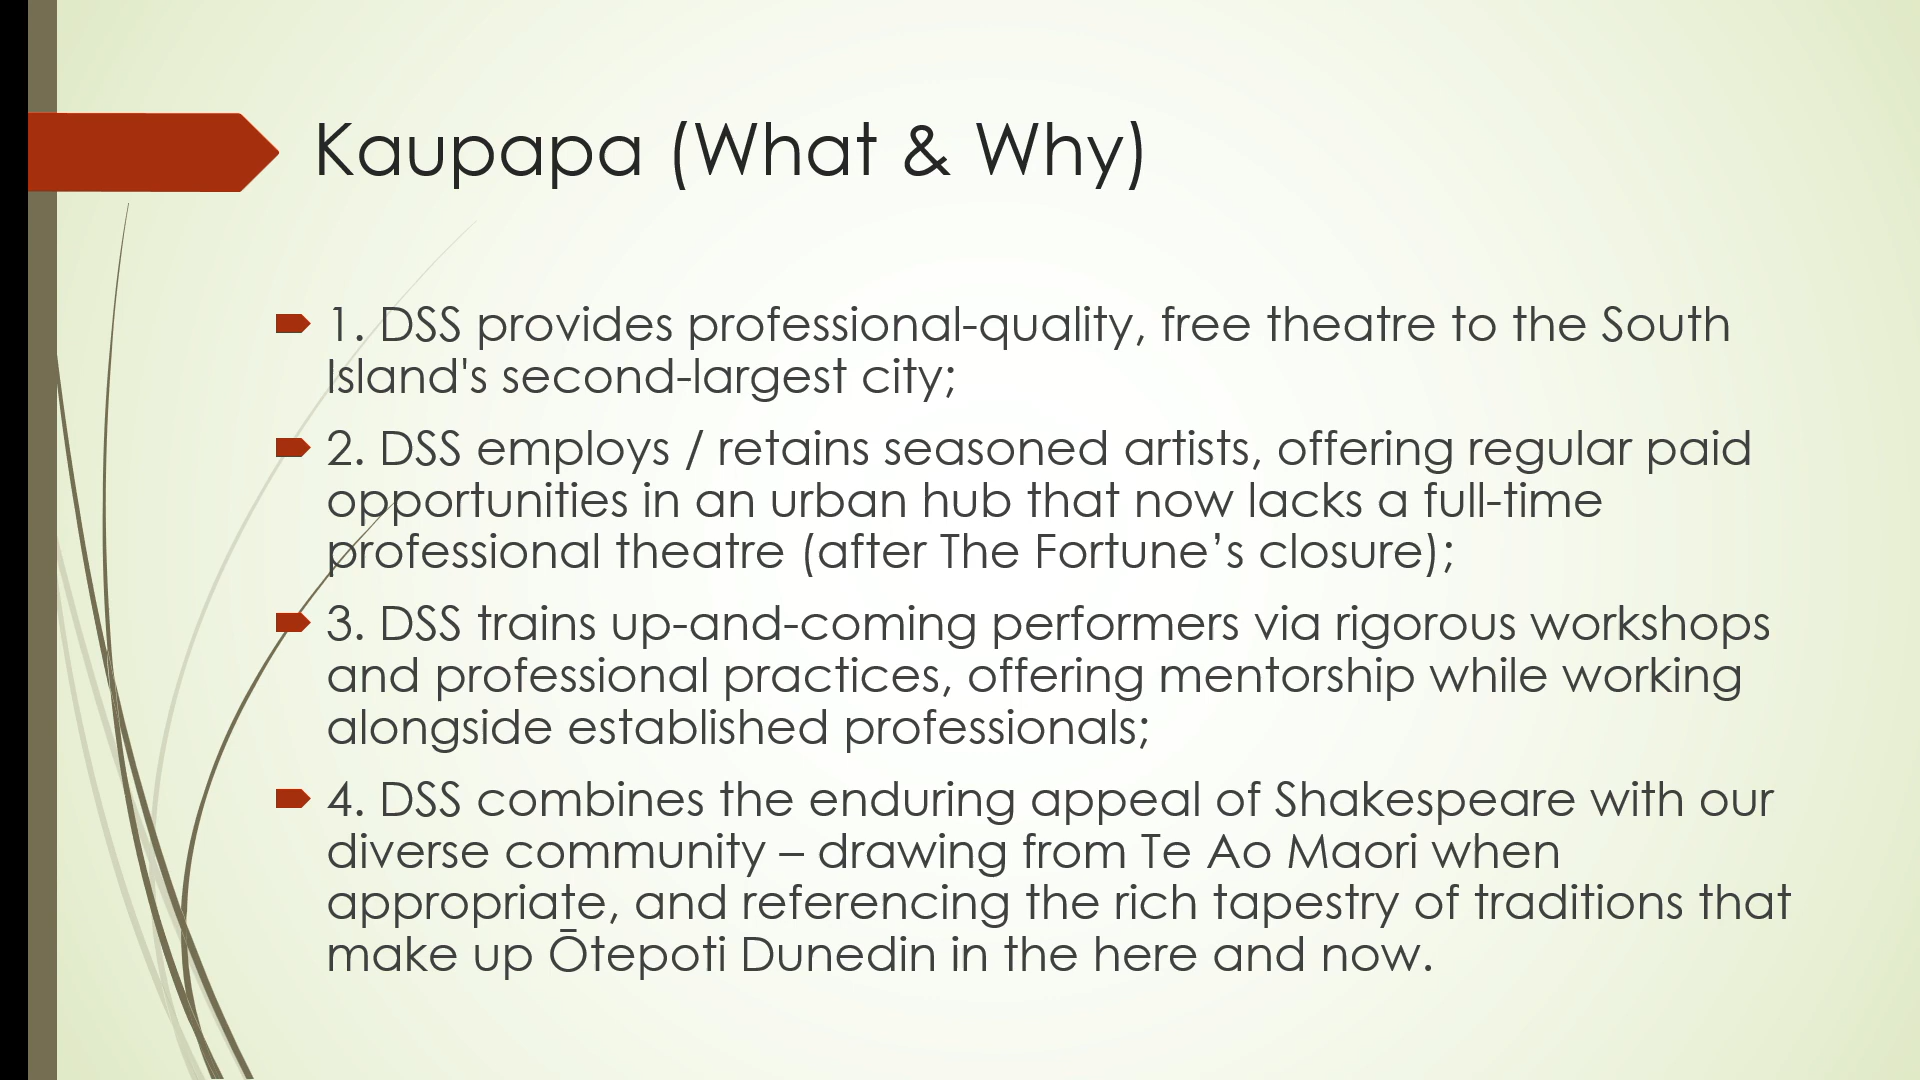 Kaupapa (What & Why)
1. DSS provides professional-quality, free theatre to the South
Island's second-largest city;
2. DSS employs / retains seasoned artists, offering regular paid
opportunities in an urban hub that now lacks a full-time
professional theatre (after The Fortune’s closure);
3. DSS trains up-and-coming performers via rigorous workshops
and professional practices, offering mentorship while working
alongside established professionals;
4. DSS combines the enduring appeal of Shakespeare with our
diverse community – drawing from Te Ao Maori when
appropriate, and referencing the rich tapestry of traditions that
make up Ōtepoti Dunedin in the here and now.